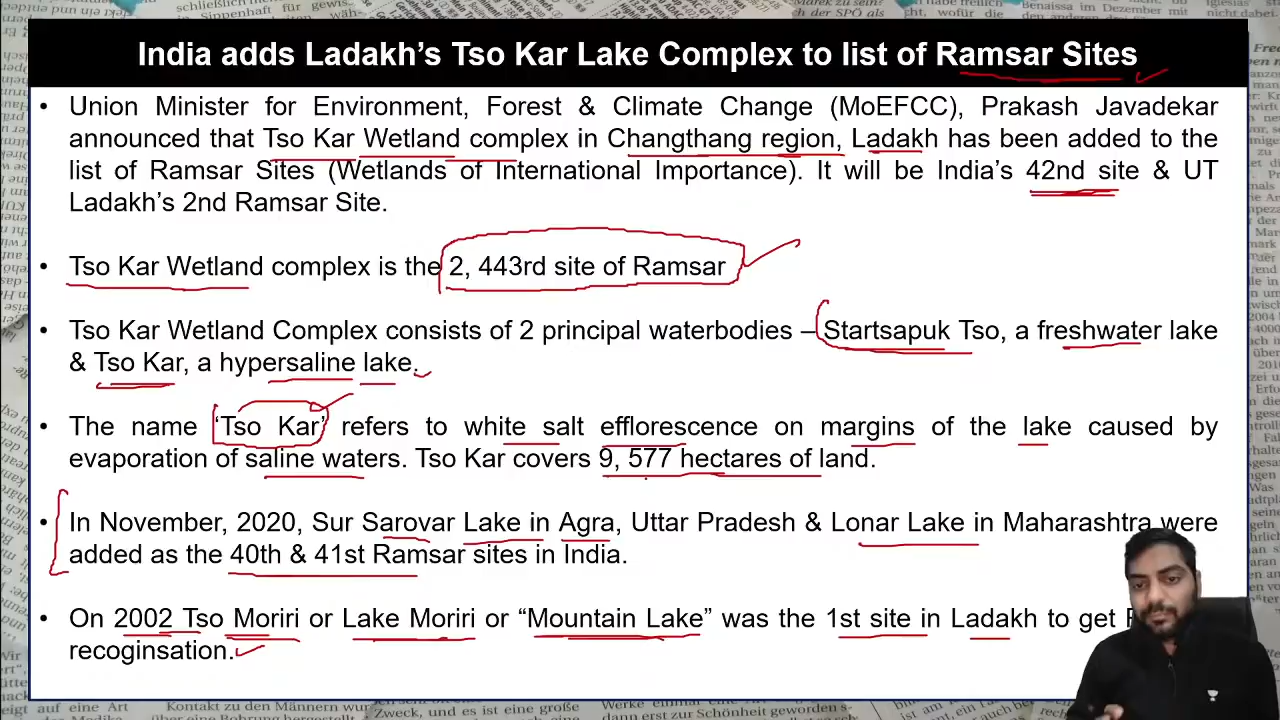 India adds Ladakh's Tso Kar Lake Complex to list of Ramsar Sites
• Union Minister for Environment, Forest & Climate Change (MoEFCC), Prakash Javadekar
announced that Tso Kar Wetland complex in Changthang region, Ladakh has been added to the
list of Ramsar Sites (Wetlands of International Importance). It will be India's 42nd site & UT
Ladakh's 2nd Ramsar Site.
• Tso Kar Wetland complex is the 2, 443rd site of Ramsar
• Tso Kar Wetland Complex consists of 2 principal waterbodies – Startsapuk Tso, a freshwater lake
& Tso Kar, a hypersaline lake.
• The name 'Tso Kar' refers to white salt efflorescence on margins of the lake caused by
evaporation of saline waters. Tso Kar covers 9, 577 hectares of land.
• In November, 2020, Sur Sarovar Lake in Agra, Uttar Pradesh & Lonar Lake in Maharashtra were
added as the 40th & 41st Ramsar sites in India.
• On 2002 Tso Moriri or Lake Moriri or “Mountain Lake” was the 1st site in Ladakh to get
recoginsation.